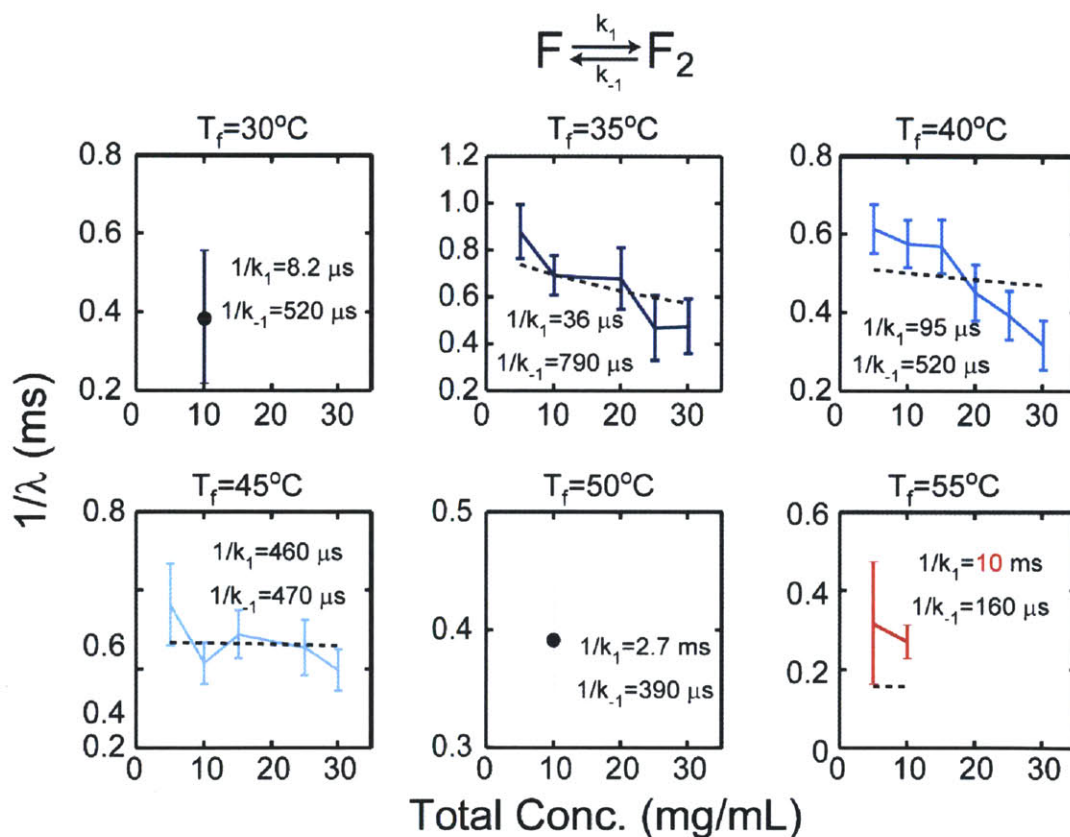 F k₁ k₋₁ F₂
T_f=30°C
0.8
0.6
0.4
0.2
0 10 20 30
1/k₁=8.2 μs
1/k₋₁=520 μs
T_f=35°C
1.2
1.0
0.8
0.6
0.4
0.2
0 10 20 30
1/k₁=36 μs
1/k₋₁=790 μs
T_f=40°C
0.8
0.6
0.4
0.2
0 10 20 30
1/k₁=95 μs
1/k₋₁=520 μs
1/λ (ms)
T_f=45°C
0.8
0.6
0.4
0.2
0 10 20 30
1/k₁=460 μs
1/k₋₁=470 μs
T_f=50°C
0.5
0.4
0.3
0 10 20 30
1/k₁=2.7 ms
1/k₋₁=390 μs
T_f=55°C
0.6
0.4
0.2
0
0 10 20 30
1/k₁=10 ms
1/k₋₁=160 μs
Total Conc. (mg/mL)